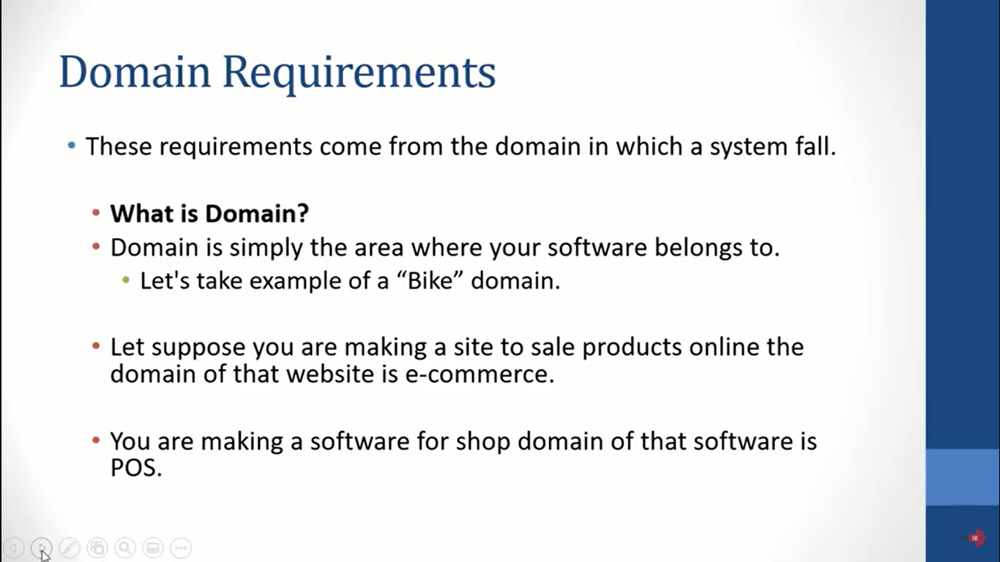 Domain Requirements
• These requirements come from the domain in which a system fall.
• What is Domain?
• Domain is simply the area where your software belongs to.
• Let's take example of a “Bike” domain.
• Let suppose you are making a site to sale products online the
domain of that website is e-commerce.
• You are making a software for shop domain of that software is
POS.